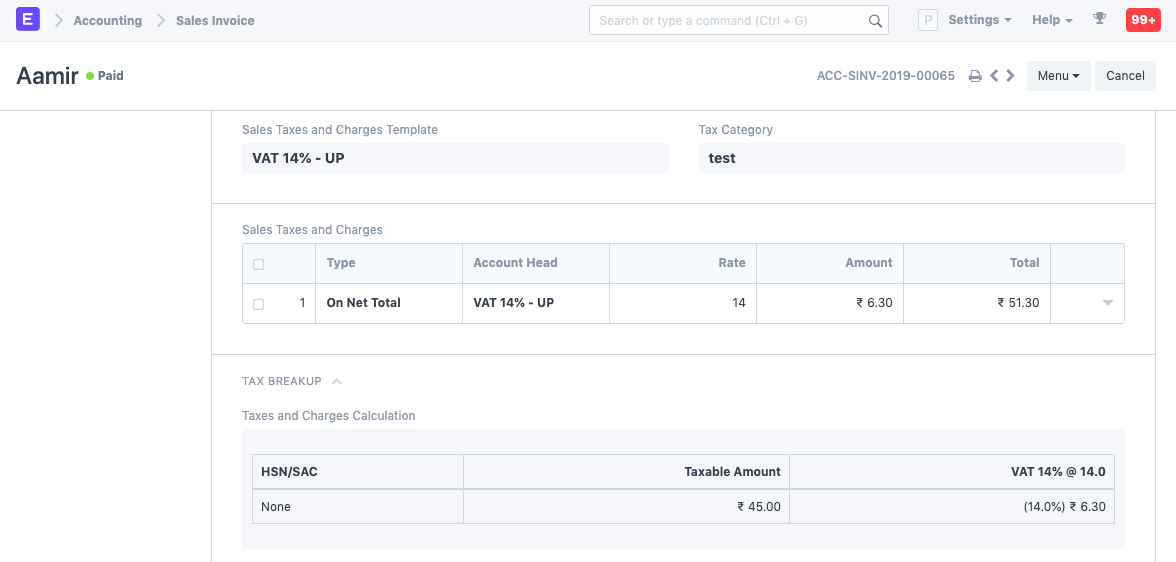 E Accounting Sales Invoice Search or type a command (Ctrl + G) P Settings Help 99+
Aamir Paid ACC-SINV-2019-00065 Menu Cancel
Sales Taxes and Charges Template Tax Category
VAT 14% - UP test
Sales Taxes and Charges
Type Account Head Rate Amount Total
1 On Net Total VAT 14% - UP 14 ₹ 6.30 ₹ 51.30
TAX BREAKUP
Taxes and Charges Calculation
HSN/SAC Taxable Amount VAT 14% @ 14.0
None ₹ 45.00 (14.0%) ₹ 6.30